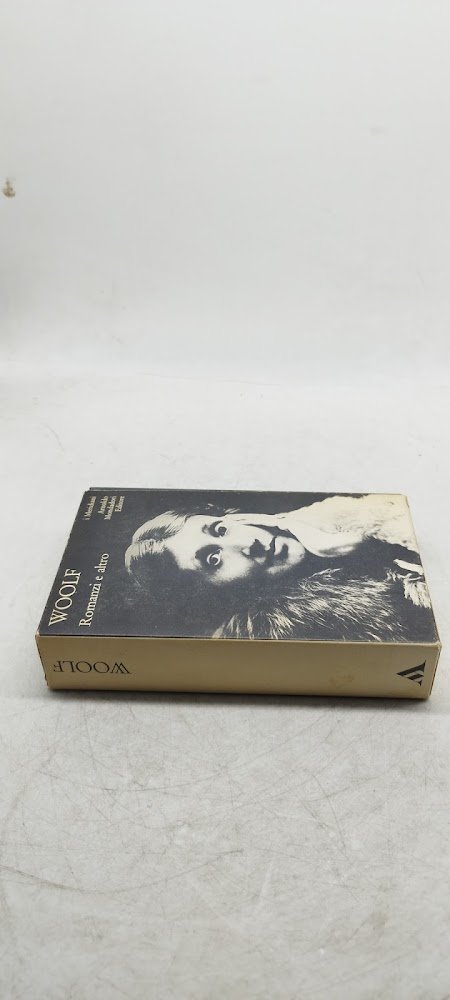 WOOLF
Romanzi e altro
i Meridiani
Arnoldo
Mondadori
Editore
WOOLF